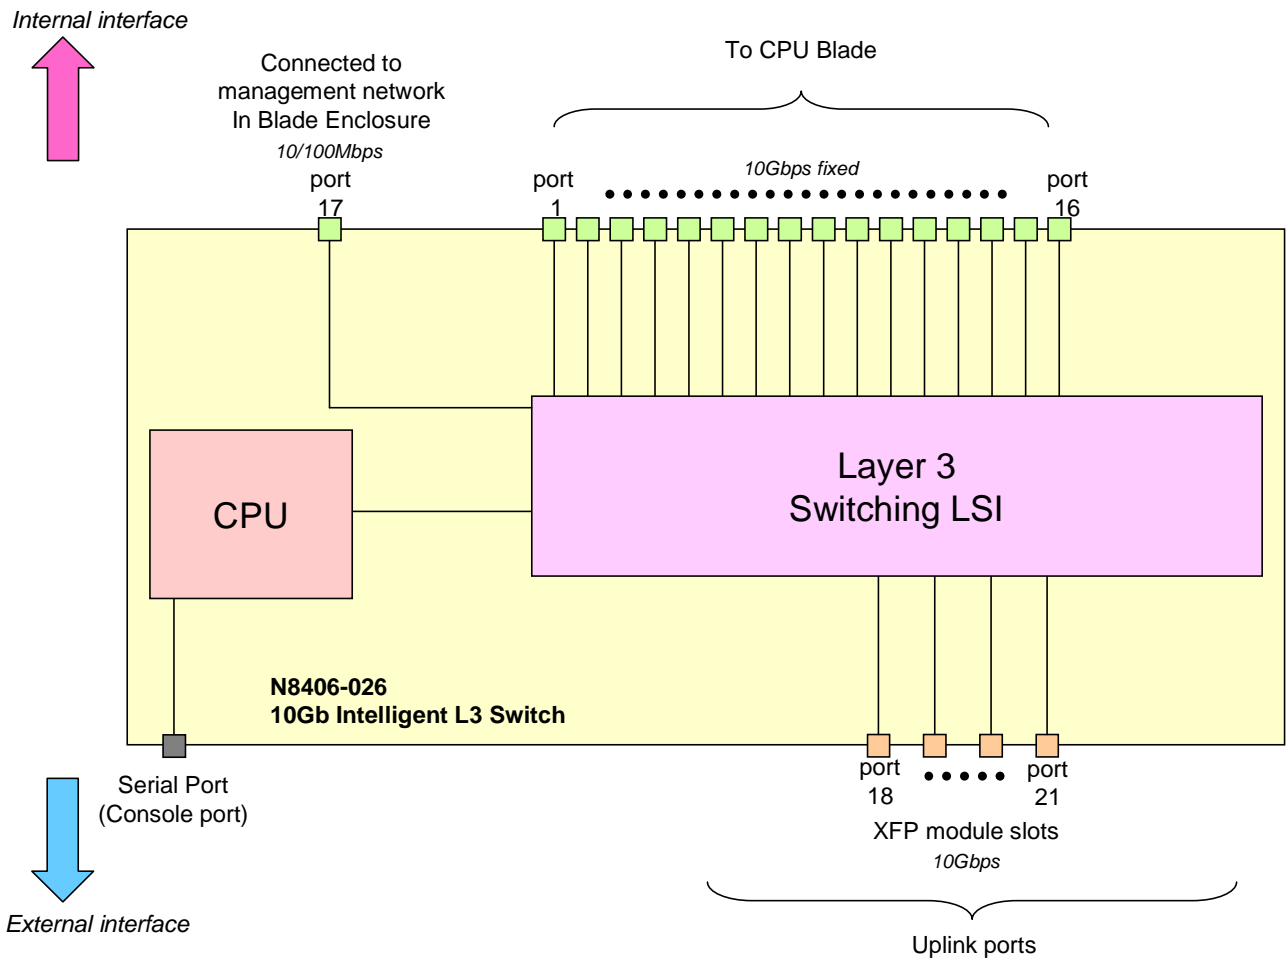 Internal interface
Connected to
management network
In Blade Enclosure
10/100Mbps
port
17
To CPU Blade
10Gbps fixed
port
1
port
16
Layer 3
Switching LSI
CPU
N8406-026
10Gb Intelligent L3 Switch
Serial Port
(Console port)
port
18
port
21
XFP module slots
10Gbps
Uplink ports
External interface